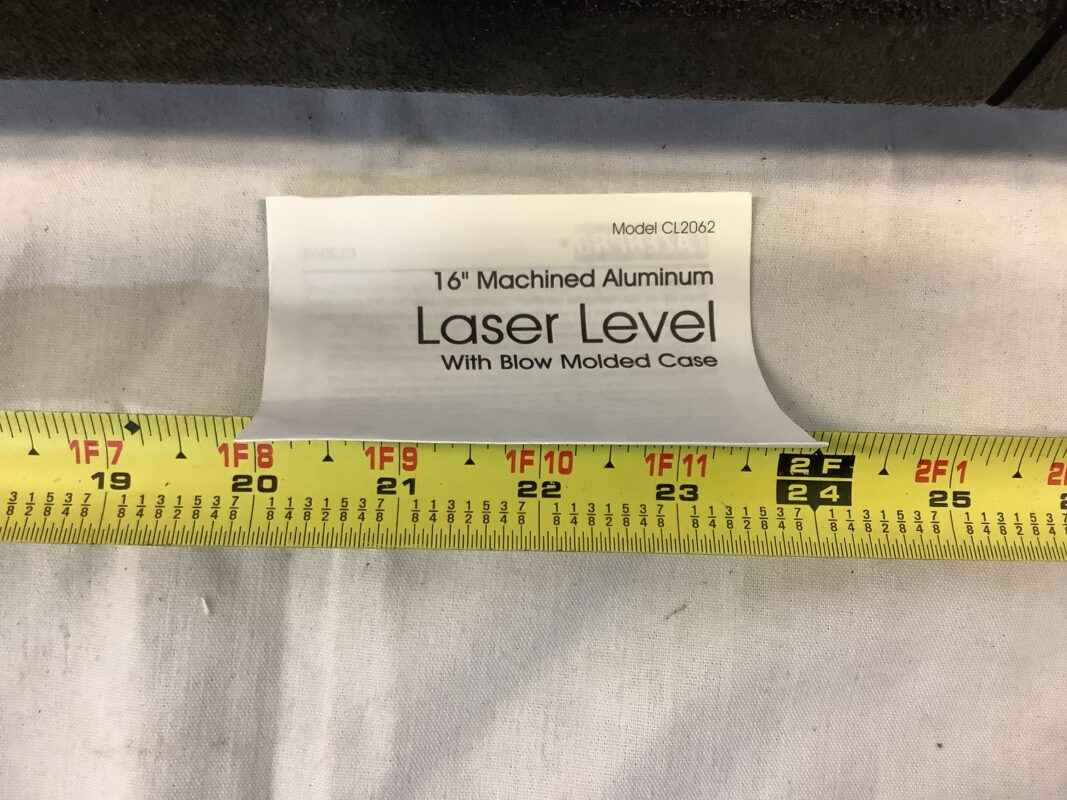 Model CL2062
16" Machined Aluminum
Laser Level
With Blow Molded Case
1F7 1F8 1F9 1F10 1F11 2F 2F1
19 20 21 22 23 24 25